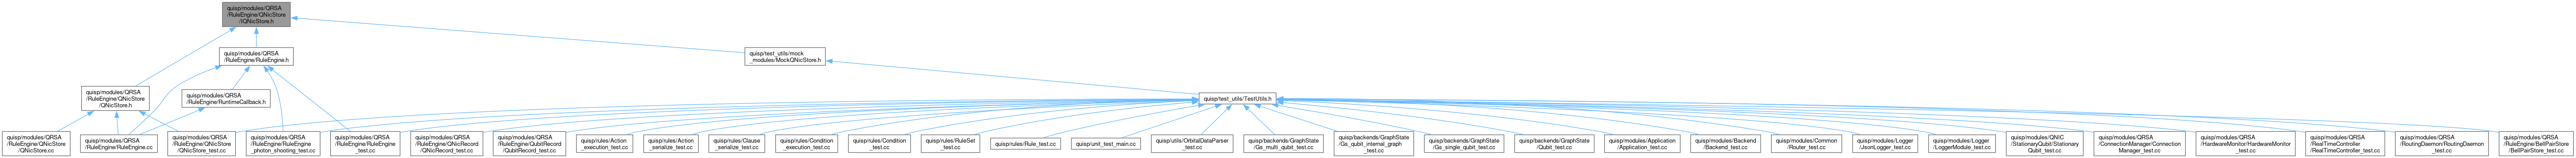 quisp/modules/QRSA
/RuleEngine/QNicStore
/IQNicStore.h
quisp/modules/QRSA
/RuleEngine/RuleEngine.h
quisp/test_utils/mock
_modules/MockQNicStore.h
quisp/modules/QRSA
/RuleEngine/QNicStore
/QNicStore.h
quisp/modules/QRSA
/RuleEngine/RuntimeCallback.h
quisp/test_utils/TestUtils.h
quisp/modules/QRSA
/RuleEngine/QNicStore
/QNicStore.cc
quisp/modules/QRSA
/RuleEngine/RuleEngine.cc
quisp/modules/QRSA
/RuleEngine/QNicStore
/QNicStore_test.cc
quisp/modules/QRSA
/RuleEngine/RuleEngine
_photon_shooting_test.cc
quisp/modules/QRSA
/RuleEngine/RuleEngine
_test.cc
quisp/modules/QRSA
/RuleEngine/QNicRecord
/QNicRecord_test.cc
quisp/modules/QRSA
/RuleEngine/QubitRecord
/QubitRecord_test.cc
quisp/rules/Action
_execution_test.cc
quisp/rules/Action
_serialize_test.cc
quisp/rules/Clause
_serialize_test.cc
quisp/rules/Condition
_execution_test.cc
quisp/rules/Condition
_test.cc
quisp/rules/RuleSet
_test.cc
quisp/rules/Rule_test.cc
quisp/unit_test_main.cc
quisp/utils/OrbitalDataParser
_test.cc
quisp/backends/GraphState
/Gs_multi_qubit_test.cc
quisp/backends/GraphState
/Gs_qubit_internal_graph
_test.cc
quisp/backends/GraphState
/Gs_single_qubit_test.cc
quisp/backends/GraphState
/Qubit_test.cc
quisp/modules/Application
/Application_test.cc
quisp/modules/Backend
/Backend_test.cc
quisp/modules/Common
/Router_test.cc
quisp/modules/Logger
/JsonLogger_test.cc
quisp/modules/Logger
/LoggerModule_test.cc
quisp/modules/QNIC
/StationaryQubit/Stationary
Qubit_test.cc
quisp/modules/QRSA
/ConnectionManager/Connection
Manager_test.cc
quisp/modules/QRSA
/HardwareMonitor/HardwareMonitor
_test.cc
quisp/modules/QRSA
/RealTimeController
/RealTimeController_test.cc
quisp/modules/QRSA
/RoutingDaemon/RoutingDaemon
_test.cc
quisp/modules/QRSA
/RuleEngine/BellPairStore
/BellPairStore_test.cc